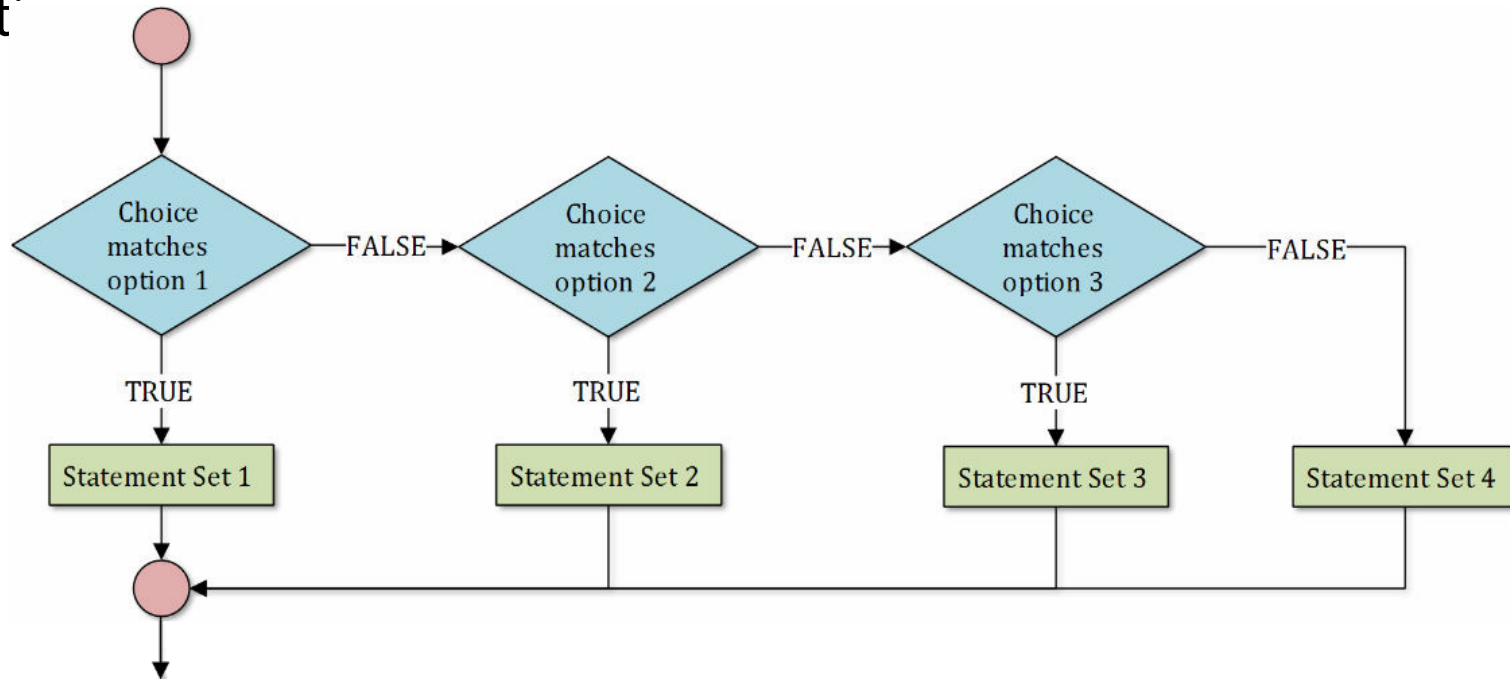 Choice
matches
option 1
FALSE
Choice
matches
option 2
FALSE
Choice
matches
option 3
FALSE
TRUE
TRUE
TRUE
Statement Set 1
Statement Set 2
Statement Set 3
Statement Set 4